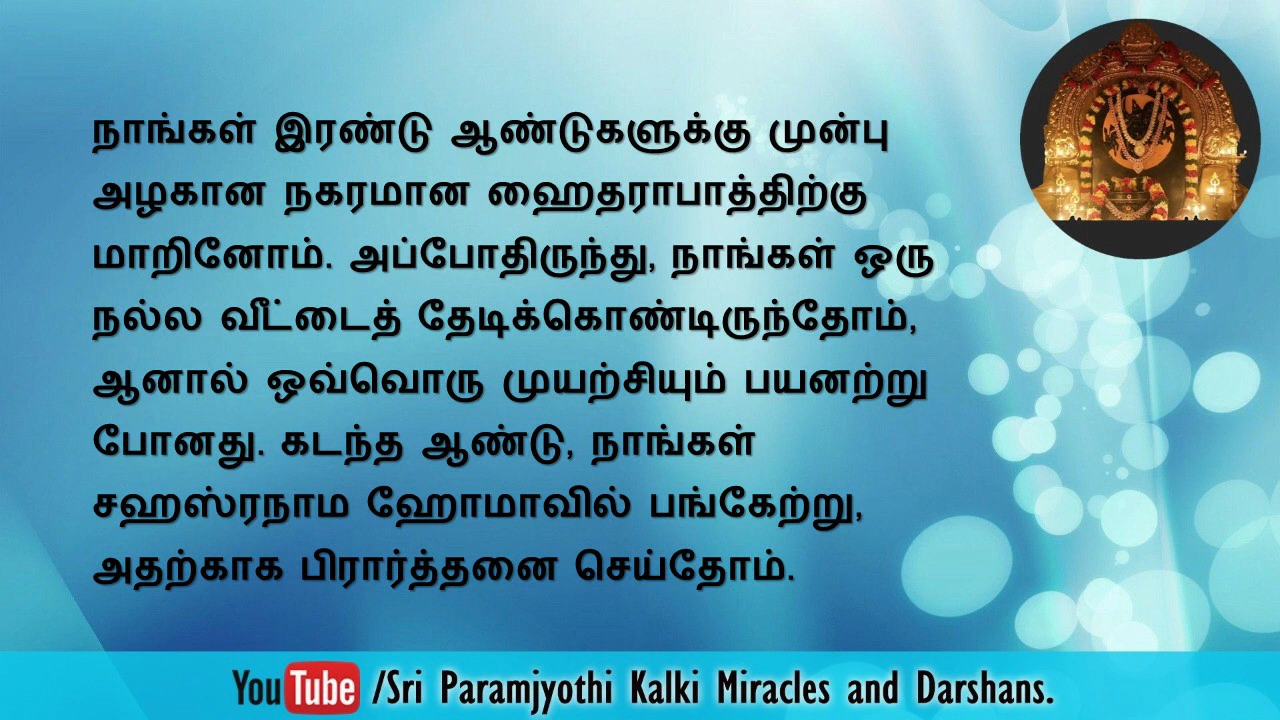 நாங்கள் இரண்டு ஆண்டுகளுக்கு முன்பு
அழகான நகரமான ஹைதராபாத்திற்கு
மாறினோம். அப்போதிருந்து, நாங்கள் ஒரு
நல்ல வீட்டைத் தேடிக்கொண்டிருந்தோம்,
ஆனால் ஒவ்வொரு முயற்சியும் பயனற்று
போனது. கடந்த ஆண்டு, நாங்கள்
சஹஸ்ரநாம ஹோமாவில் பங்கேற்று,
அதற்காக பிரார்த்தனை செய்தோம்.
YouTube /Sri Paramjyothi Kalki Miracles and Darshans.